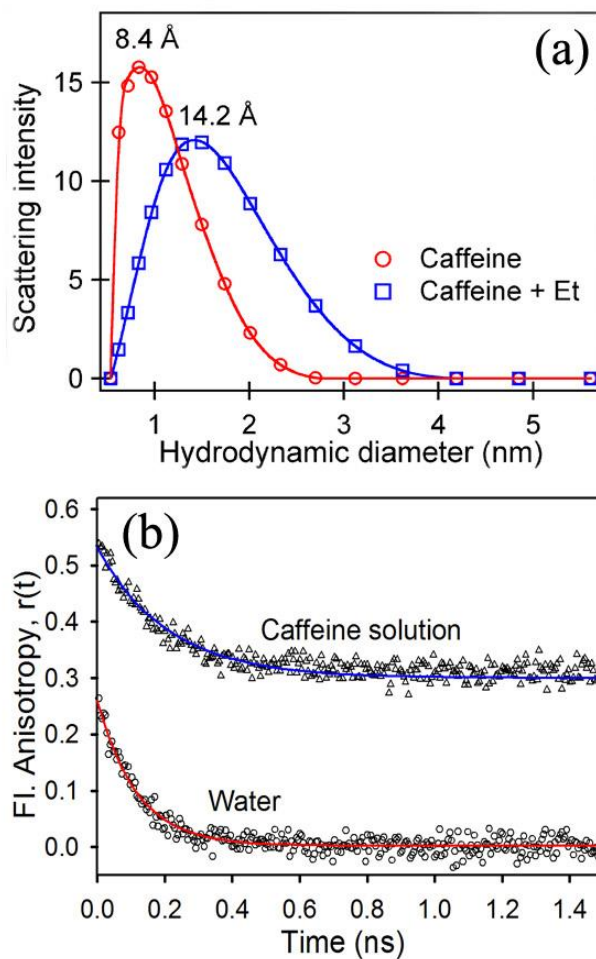 (a)
8.4 Å
14.2 Å
Caffeine
Caffeine + Et
Scattering intensity
15
10
5
0
1 2 3 4 5
Hydrodynamic diameter (nm)
(b)
Caffeine solution
Water
Fl. Anisotropy, r(t)
0.6
0.5
0.4
0.3
0.2
0.1
0.0
0.0 0.2 0.4 0.6 0.8 1.0 1.2 1.4
Time (ns)